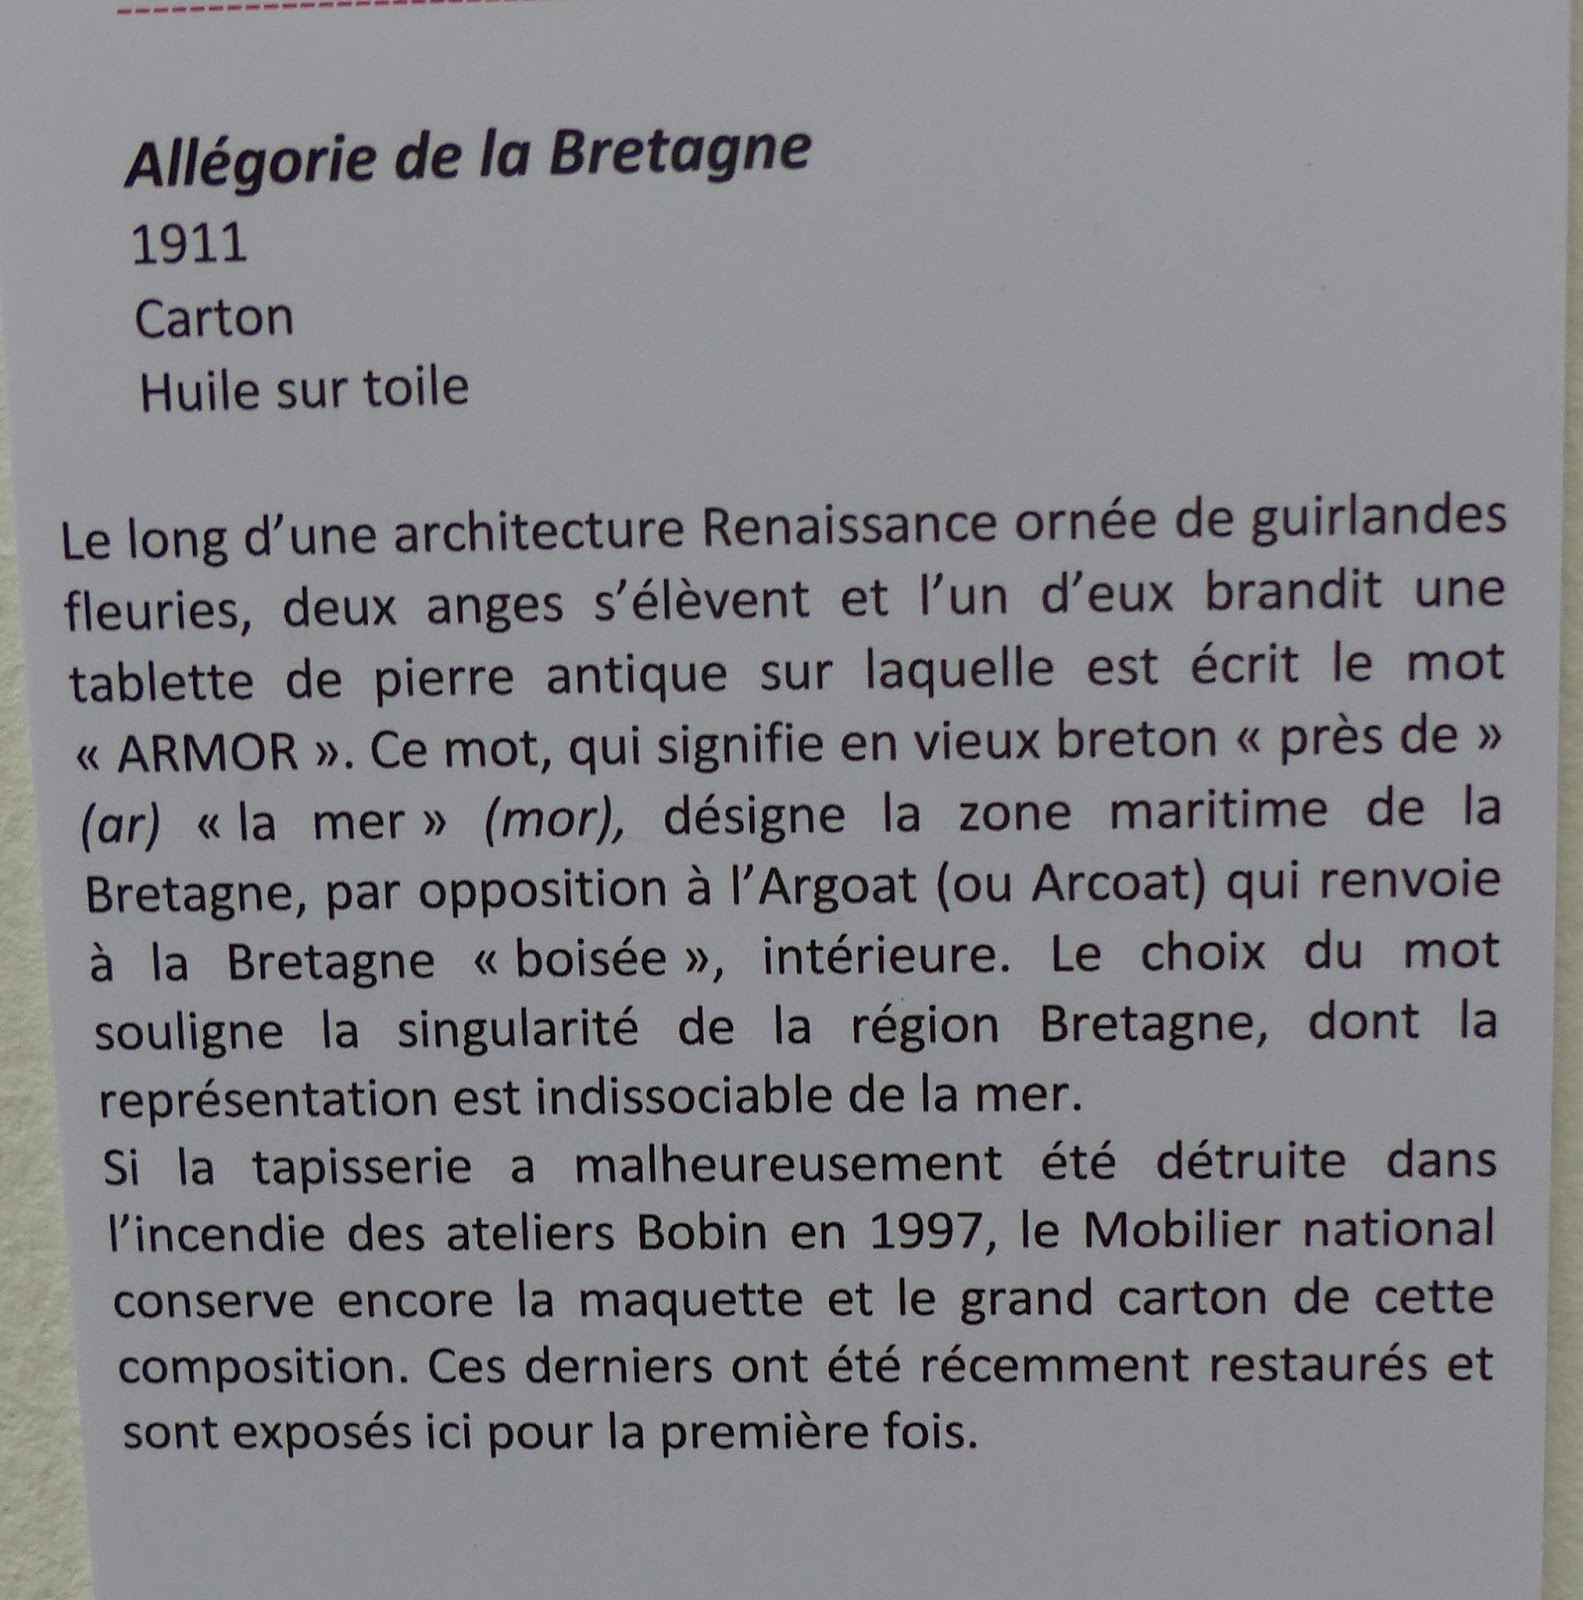 Allégorie de la Bretagne
1911
Carton
Huile sur toile
Le long d’une architecture Renaissance ornée de guirlandes
fleuries, deux anges s’élèvent et l’un d’eux brandit une
tablette de pierre antique sur laquelle est écrit le mot
« ARMOR ». Ce mot, qui signifie en vieux breton « près de »
(ar) « la mer » (mor), désigne la zone maritime de la
Bretagne, par opposition à l’Argoat (ou Arcoat) qui renvoie
à la Bretagne « boisée », intérieure. Le choix du mot
souligne la singularité de la région Bretagne, dont la
représentation est indissociable de la mer.
Si la tapisserie a malheureusement été détruite dans
l’incendie des ateliers Bobin en 1997, le Mobilier national
conserve encore la maquette et le grand carton de cette
composition. Ces derniers ont été récemment restaurés et
sont exposés ici pour la première fois.